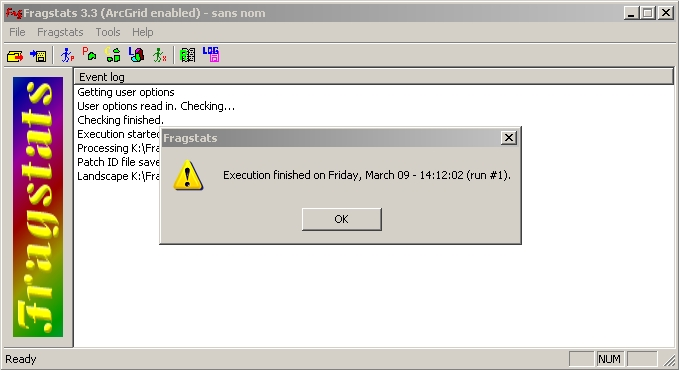 Fragstats 3.3 (ArcGrid enabled) - sans nom
File Fragstats Tools Help
LOG
Event log
Getting user options
User options read in. Checking...
Checking finished.
Execution started
Processing K:\Fra
Patch ID file save
Landscape K:\Fra
Fragstats
Execution finished on Friday, March 09 - 14:12:02 (run #1).
OK
Fragstats
Ready
NUM